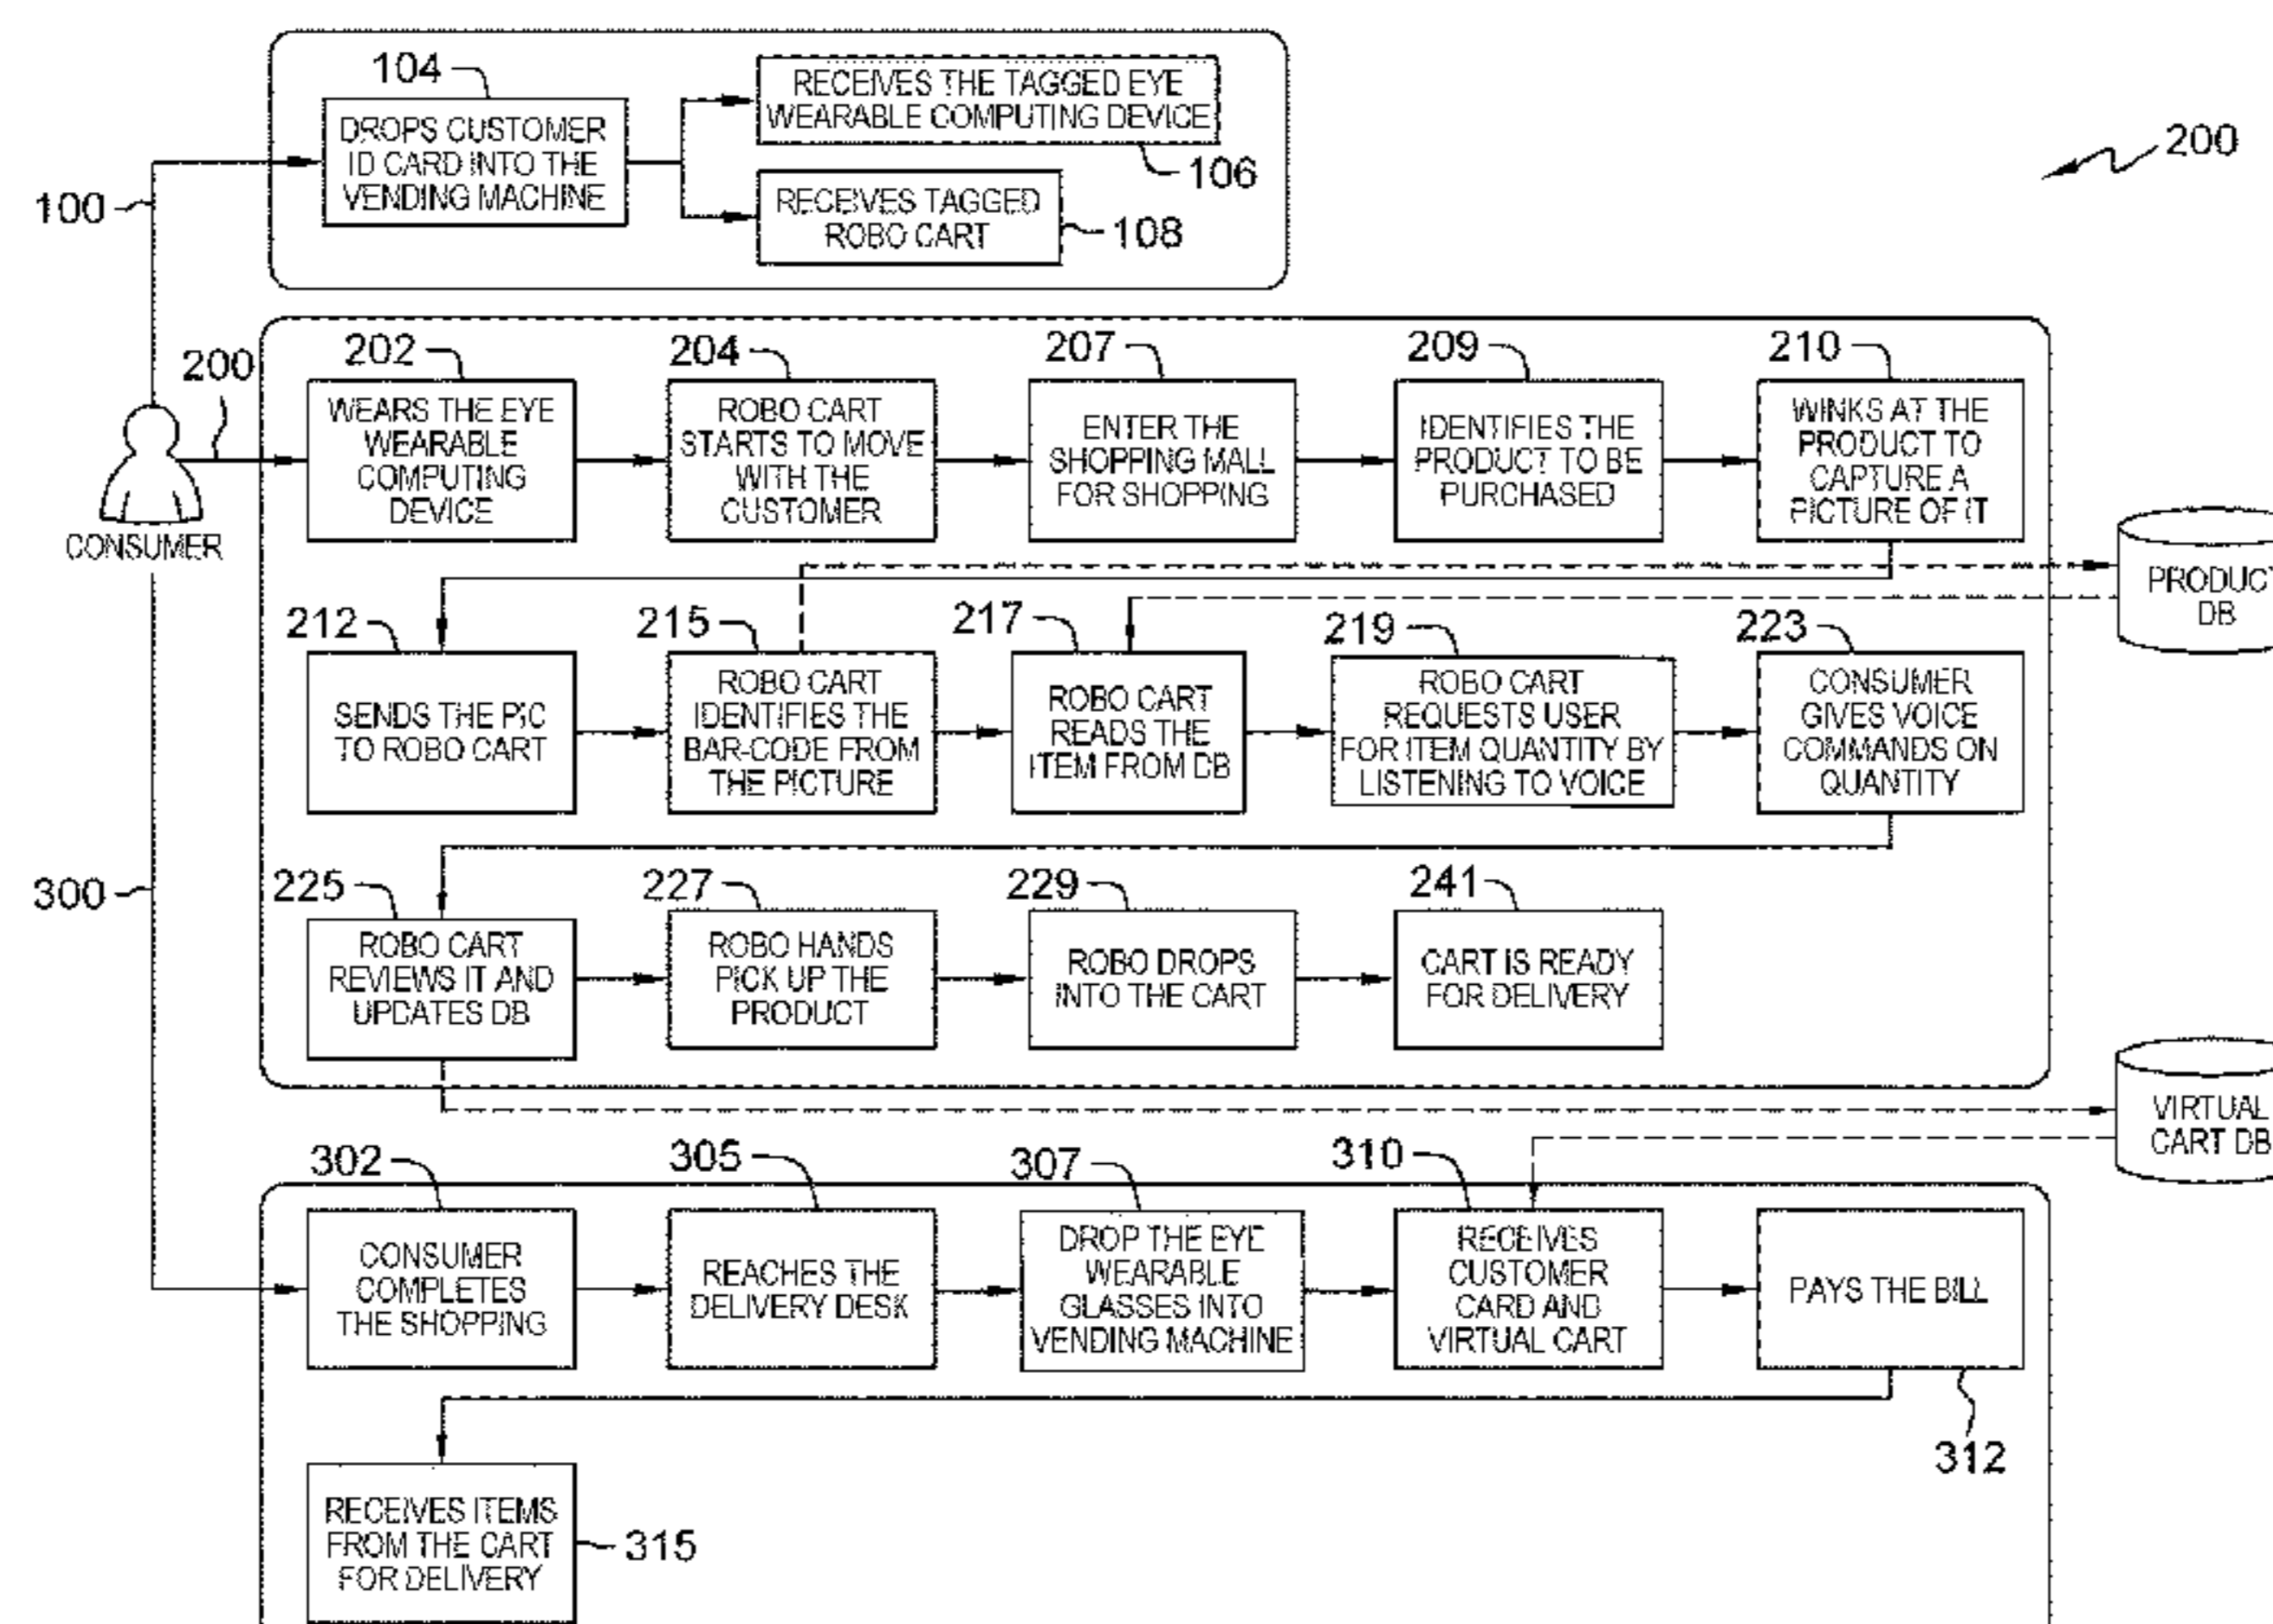 104
DROPS CUSTOMER
ID CARD INTO THE
VENDING MACHINE
RECEIVES THE TAGGED EYE
WEARABLE COMPUTING DEVICE
106
RECEIVES TAGGED
ROBO CART
108
200
100
CONSUMER
200
202
WEARS THE EYE
WEARABLE
COMPUTING
DEVICE
204
ROBO CART
STARTS TO MOVE
WITH THE
CUSTOMER
207
ENTER THE
SHOPPING MALL
FOR SHOPPING
209
IDENTIFIES THE
PRODUCT TO BE
PURCHASED
210
WINKS AT THE
PRODUCT TO
CAPTURE A
PICTURE OF IT
PRODUCT
DB
212
SENDS THE PIC
TO ROBO CART
215
ROBO CART
IDENTIFIES THE
BAR-CODE FROM
THE PICTURE
217
ROBO CART
READS THE
ITEM FROM DB
219
ROBO CART
REQUESTS USER
FOR ITEM QUANTITY BY
LISTENING TO VOICE
223
CONSUMER
GIVES VOICE
COMMANDS ON
QUANTITY
300
225
ROBO CART
REVIEWS IT AND
UPDATES DB
227
ROBO HANDS
PICK UP THE
PRODUCT
229
ROBO DROPS
INTO THE CART
241
CART IS READY
FOR DELIVERY
VIRTUAL
CART DB
302
CONSUMER
COMPLETES
THE SHOPPING
305
REACHES THE
DELIVERY DESK
307
DROP THE EYE
WEARABLE
GLASSES INTO
VENDING MACHINE
310
RECEIVES
CUSTOMER
CARD AND
VIRTUAL CART
PAYS THE BILL
312
RECEIVES ITEMS
FROM THE CART
FOR DELIVERY
315